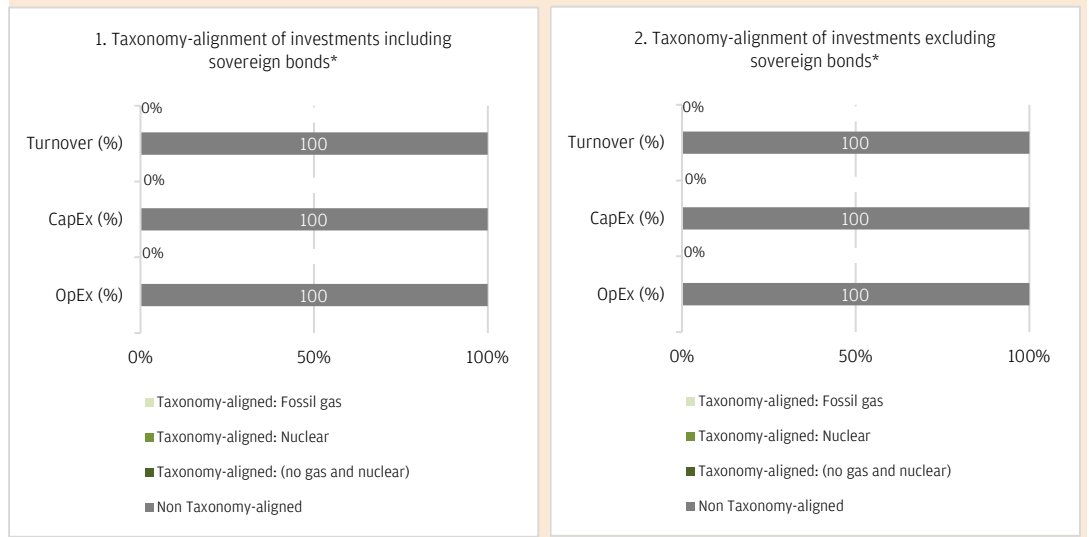 1. Taxonomy-alignment of investments including
sovereign bonds*
0%
Turnover (%)
100
0%
CapEx (%)
100
0%
OpEx (%)
100
0%
50%
100%
Taxonomy-aligned: Fossil gas
Taxonomy-aligned: Nuclear
Taxonomy-aligned: (no gas and nuclear)
Non Taxonomy-aligned
2. Taxonomy-alignment of investments excluding
sovereign bonds*
0%
Turnover (%)
100
0%
CapEx (%)
100
0%
OpEx (%)
100
0%
50%
100%
Taxonomy-aligned: Fossil gas
Taxonomy-aligned: Nuclear
Taxonomy-aligned: (no gas and nuclear)
Non Taxonomy-aligned